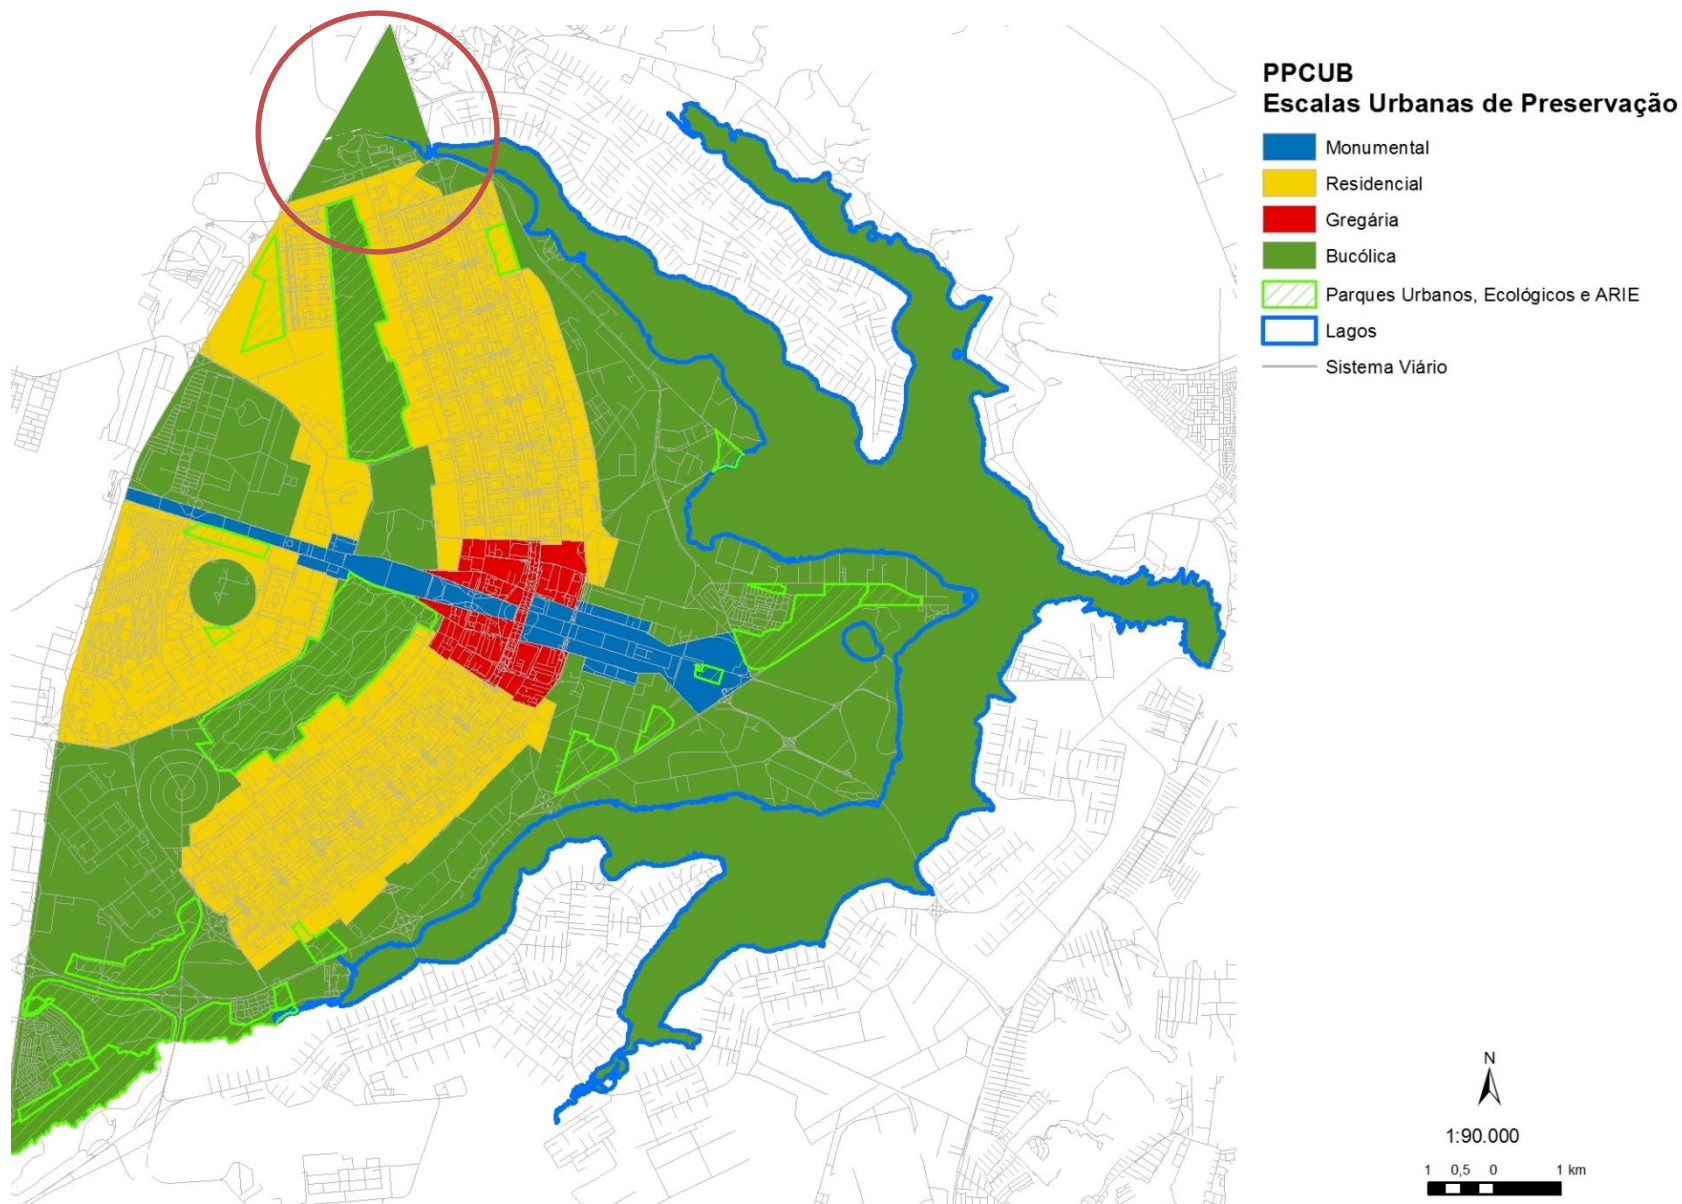 PPCUB
Escalas Urbanas de Preservação
Monumental
Residencial
Gregária
Bucólica
Parques Urbanos, Ecológicos e ARIE
Lagos
Sistema Viário
N
1:90.000
1 0,5 0 1 km